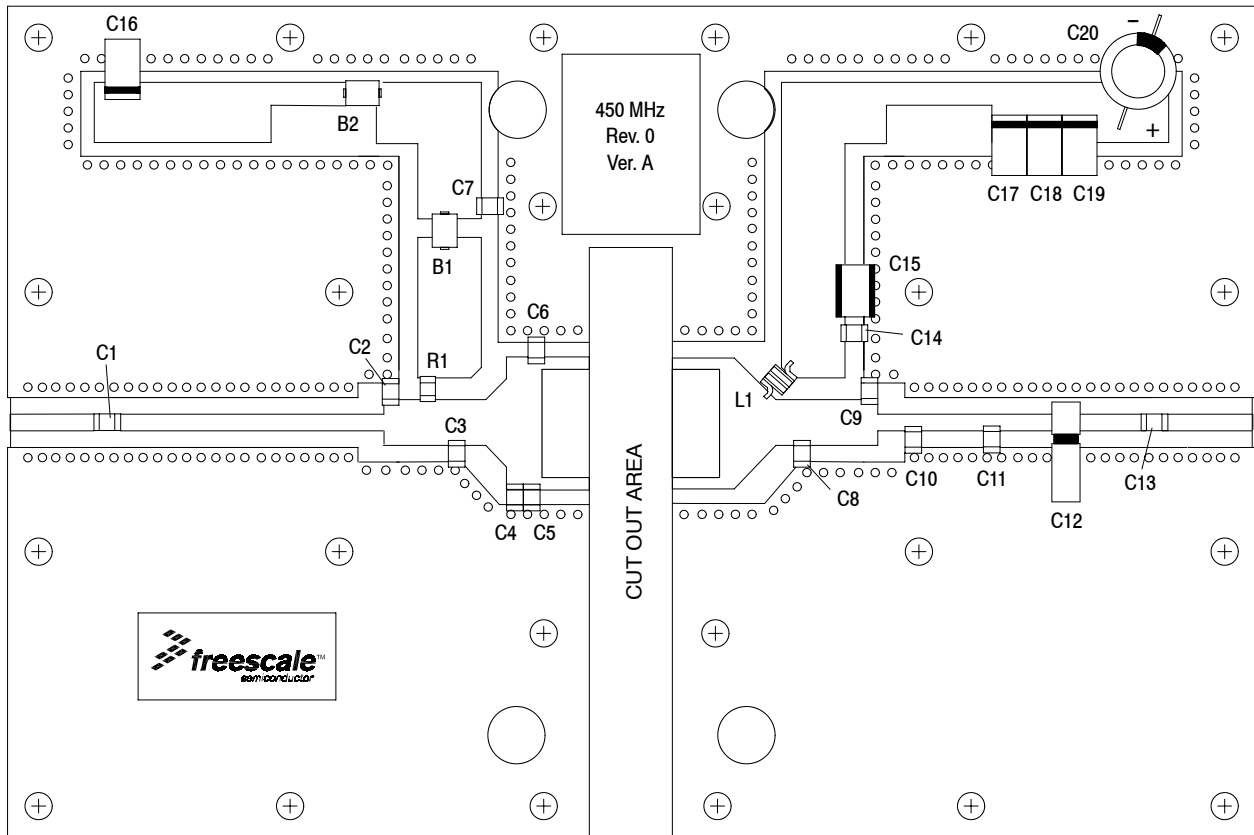 C16
C20
-
+
B2
450 MHz
Rev. 0
Ver. A
C7
C17
C18
C19
B1
C15
C6
C14
C2
R1
L1
C9
C1
C3
C10
C11
C13
C8
C4
C5
C12
CUT OUT AREA
freescale™
semiconductor